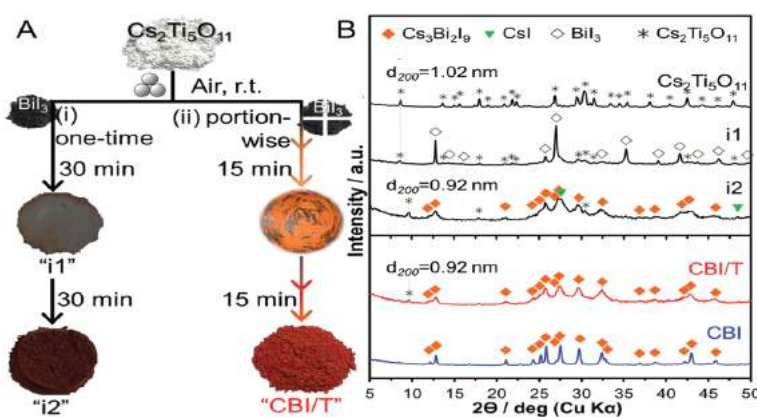 A
Cs₂Ti₅O₁₁
Air, r.t.
BiI₃
(i)
one-time
30 min
"i1"
30 min
"i2"
(ii) portion-
wise
BiI₃
15 min
15 min
"CBI/T"
B
Cs₃Bi₂I₉
CsI
BiI₃
Cs₂Ti₅O₁₁
d₂₀₀=1.02 nm
Cs₂Ti₅O₁₁
i1
d₂₀₀=0.92 nm
i2
d₂₀₀=0.92 nm
CBI/T
CBI
Intensity / a.u.
5 10 15 20 25 30 35 40 45 50
2Θ / deg (Cu Kα)